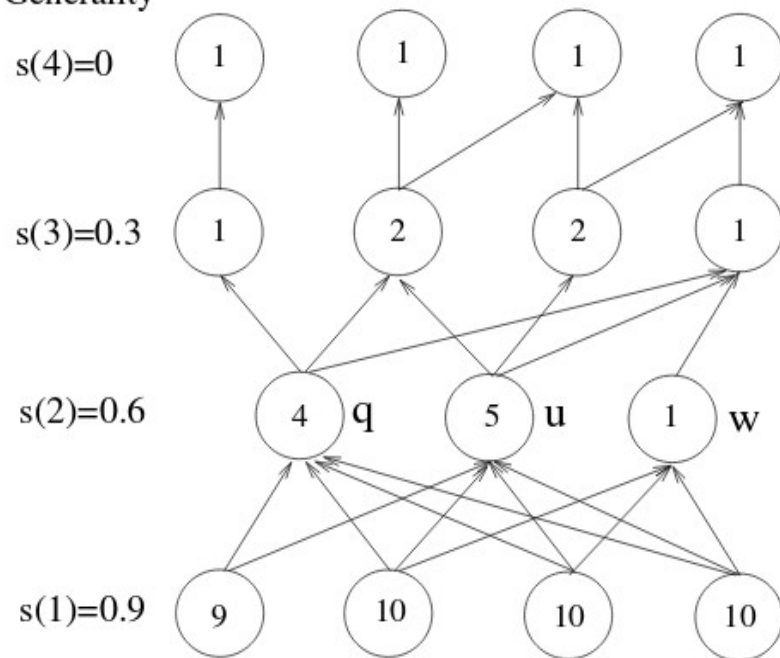 Generality
s(4)=0 1 1 1 1
s(3)=0.3 1 2 2 1
s(2)=0.6 4 q 5 u 1 w
s(1)=0.9 9 10 10 10